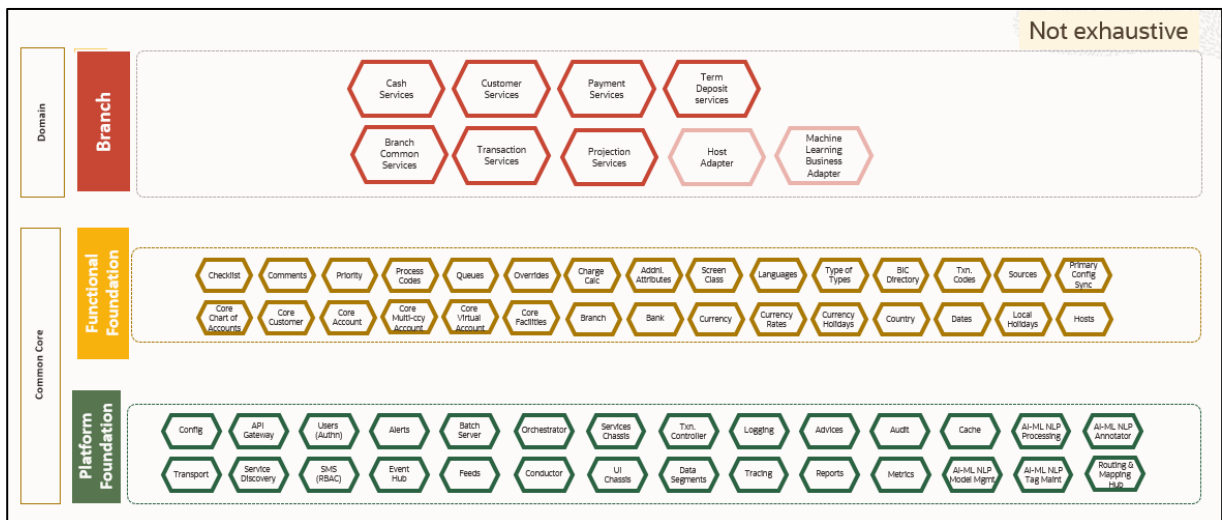 Not exhaustive
Domain
Branch
Cash
Services
Customer
Services
Payment
Services
Term
Deposit
services
Branch
Common
Services
Transaction
Services
Projection
Services
Host
Adapter
Machine
Learning
Business
Adapter
Common Core
Functional
Foundation
Checklist
Comments
Priority
Process
Codes
Queues
Overrides
Charge
Calc
Addnl.
Attributes
Screen
Class
Languages
Type of
Types
BIC
Directory
Txn.
Codes
Sources
Primary
Config
Sync
Core
Chart of
Accounts
Core
Customer
Core
Account
Core
Multi-ccy
Account
Core
Virtual
Account
Core
Facilities
Branch
Bank
Currency
Currency
Rates
Currency
Holidays
Country
Dates
Local
Holidays
Hosts
Platform
Foundation
Config
API
Gateway
Users
(Authn)
Alerts
Batch
Server
Orchestrator
Services
Chassis
Txn.
Controller
Logging
Advices
Audit
Cache
AI-ML NLP
Processing
AI-ML NLP
Annotator
Transport
Service
Discovery
SMS
(RBAC)
Event
Hub
Feeds
Conductor
UI
Chassis
Data
Segments
Tracing
Reports
Metrics
AI-ML NLP
Model Mgmt
AI-ML NLP
Tag Maint
Routing &
Mapping
Hub